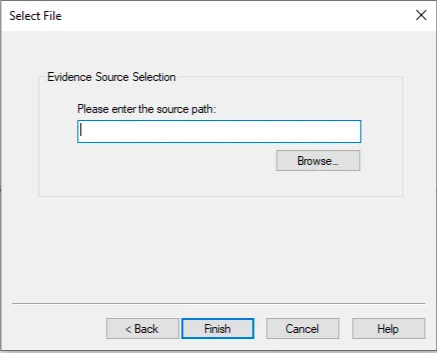 Select File
Evidence Source Selection
Please enter the source path:
Browse...
< Back
Finish
Cancel
Help